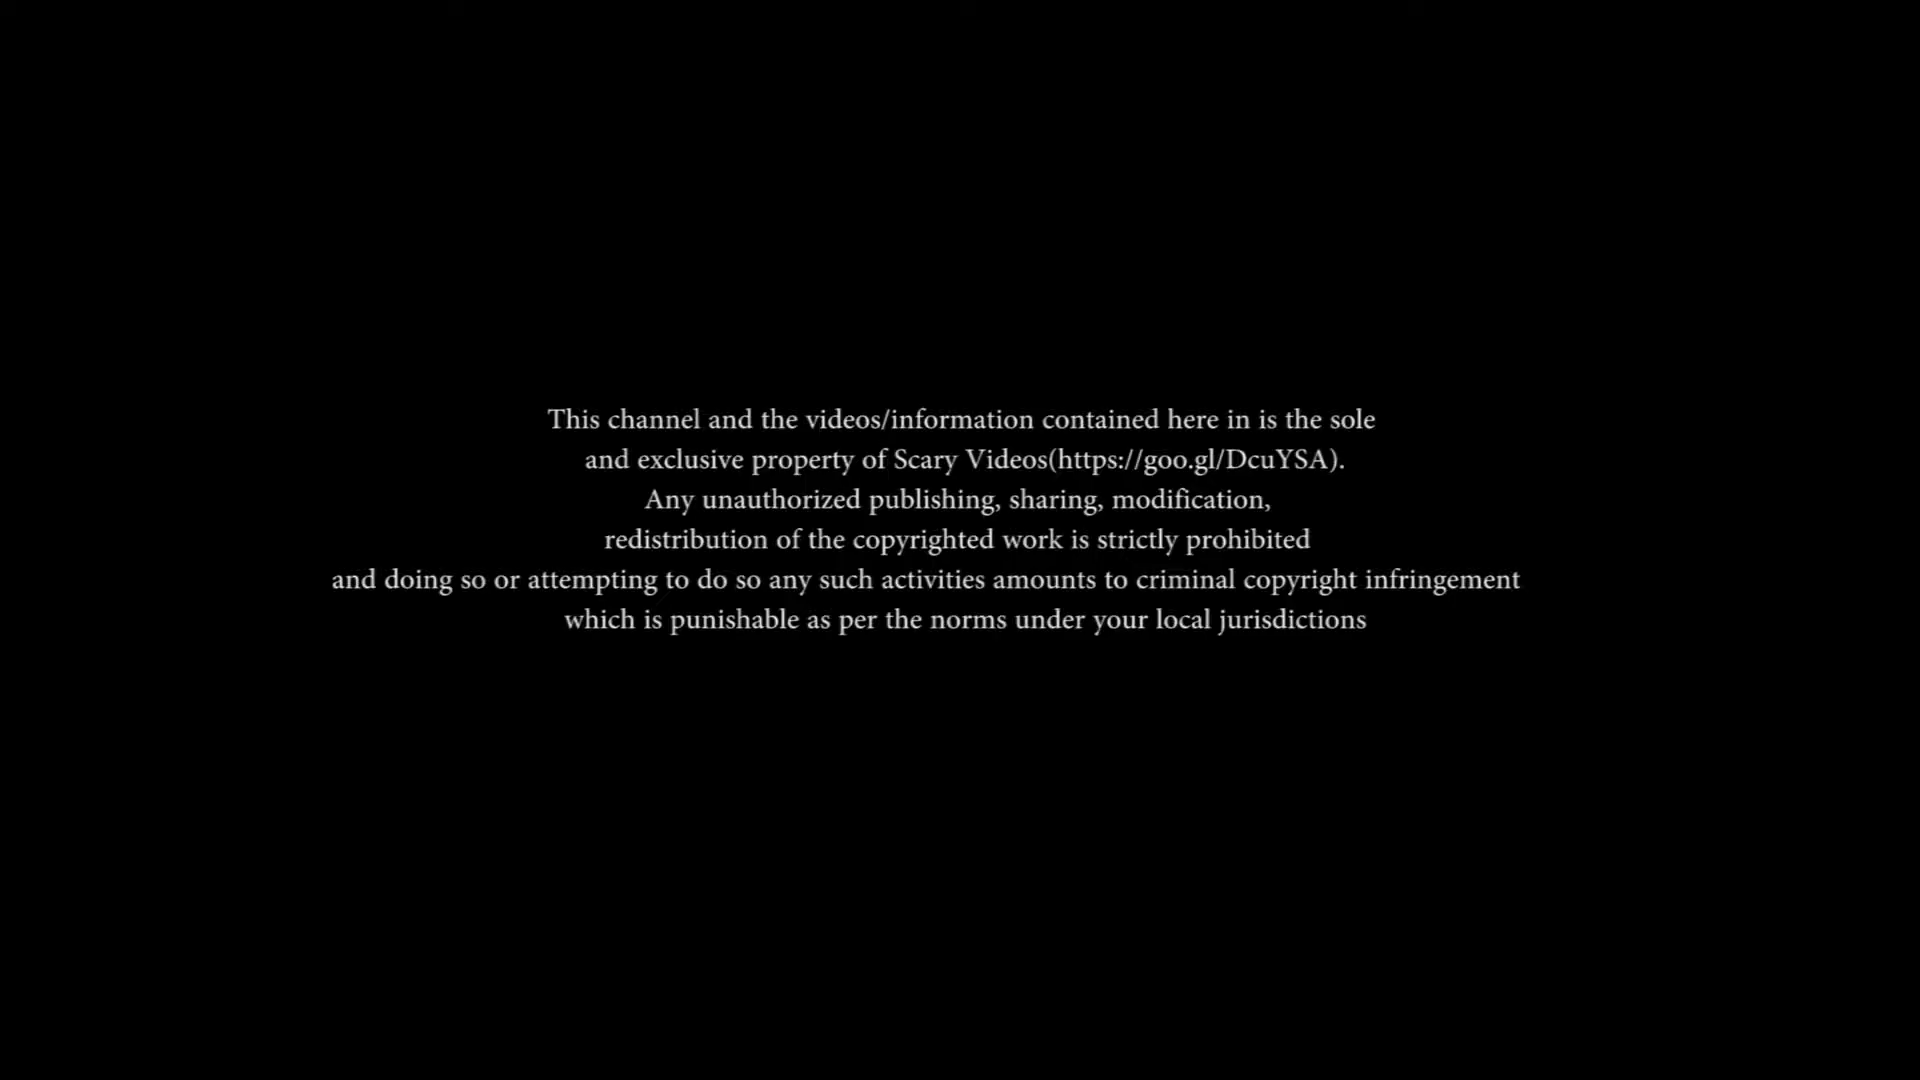 This channel and the videos/information contained here in is the sole
and exclusive property of Scary Videos(https://goo.gl/DcuYSA).
Any unauthorized publishing, sharing, modification,
redistribution of the copyrighted work is strictly prohibited
and doing so or attempting to do so any such activities amounts to criminal copyright infringement
which is punishable as per the norms under your local jurisdictions